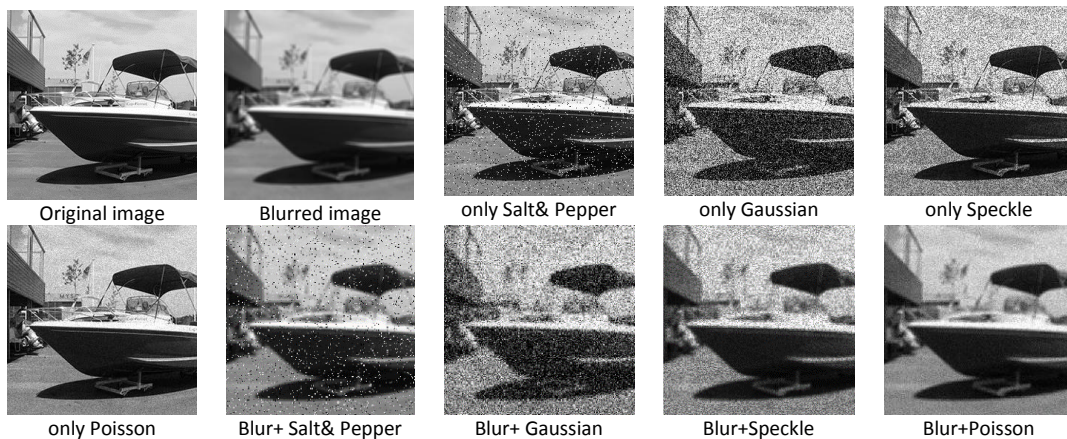 Original image
Blurred image
only Salt& Pepper
only Gaussian
only Speckle
only Poisson
Blur+ Salt& Pepper
Blur+ Gaussian
Blur+Speckle
Blur+Poisson